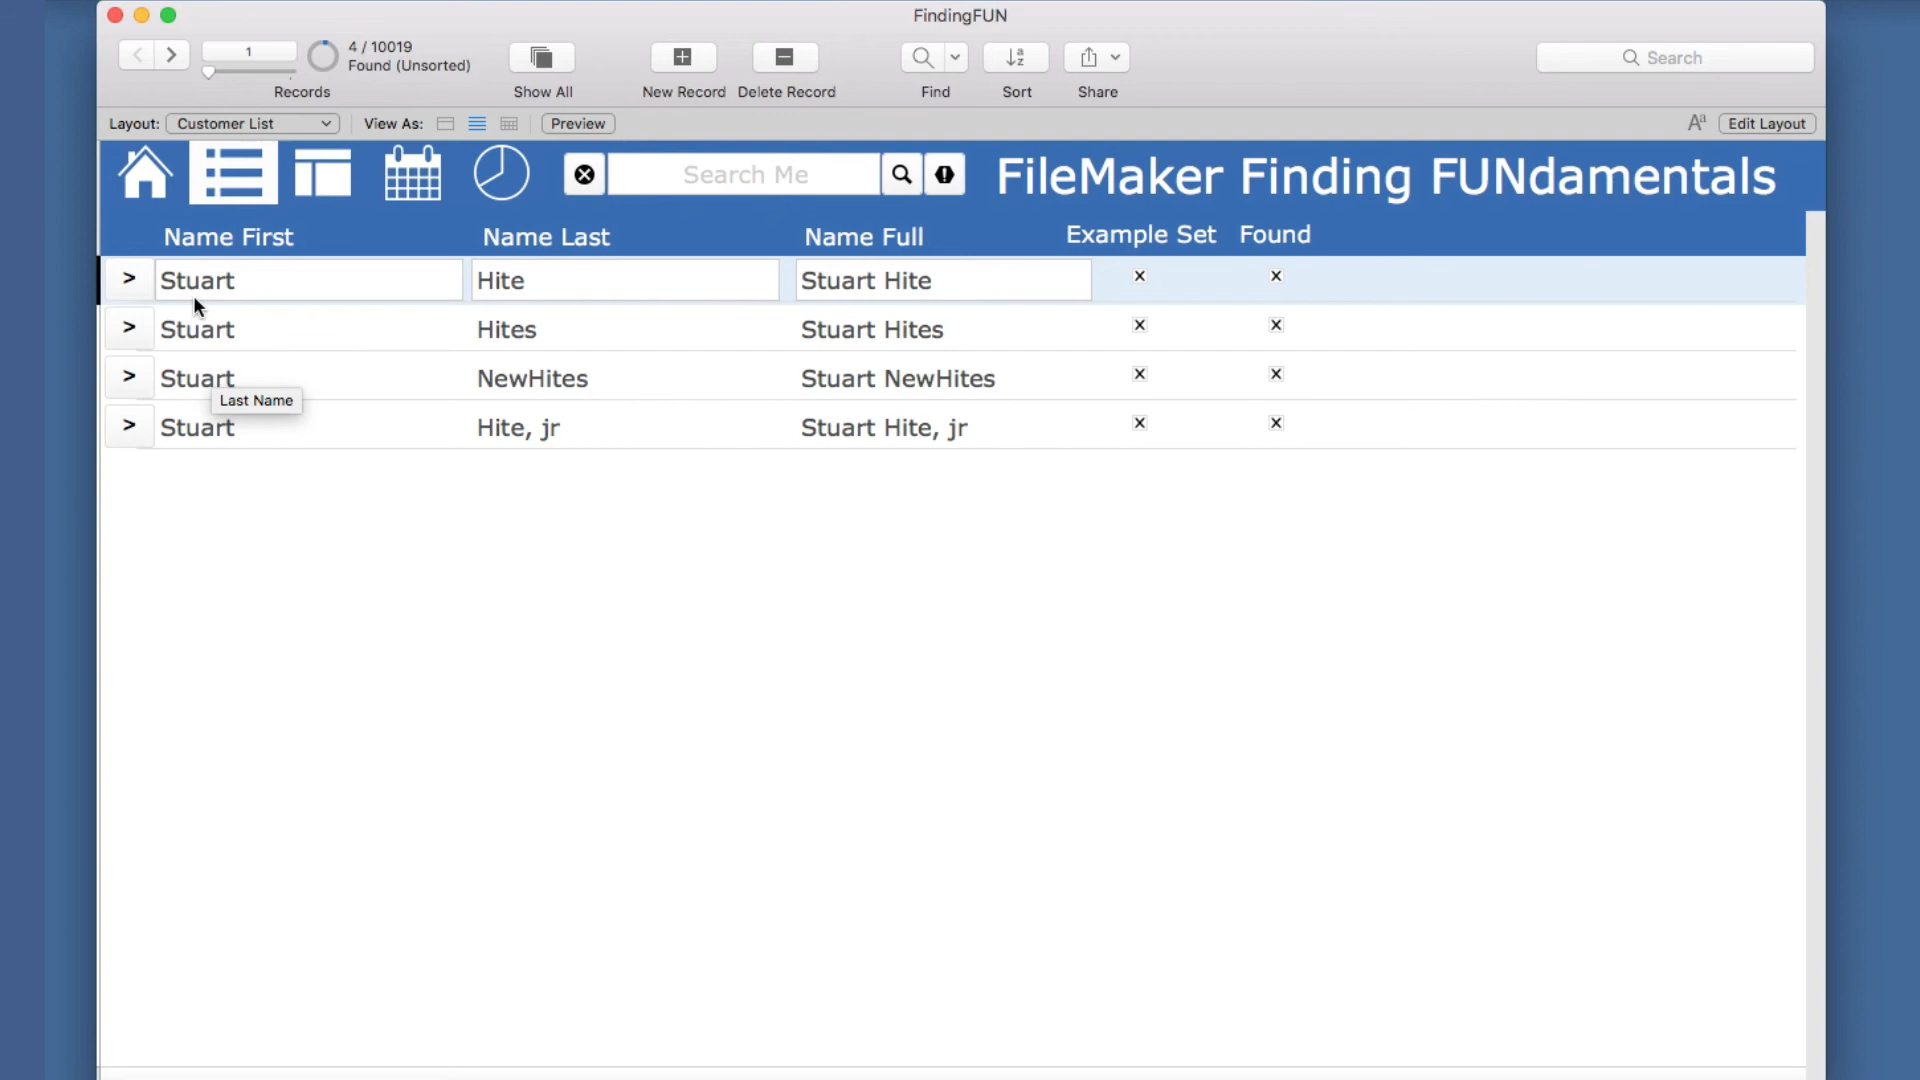 FindingFUN
1
4 / 10019
Found (Unsorted)
Search
Records
Show All
New Record
Delete Record
Find
Sort
Share
Layout: Customer List
View As:
Preview
Aa
Edit Layout
Search Me
FileMaker Finding FUNdamentals
Name First
Name Last
Name Full
Example Set
Found
> Stuart Hite Stuart Hite x x
> Stuart Hites Stuart Hites x x
> Stuart NewHites Stuart NewHites x x
Last Name
> Stuart Hite, jr Stuart Hite, jr x x